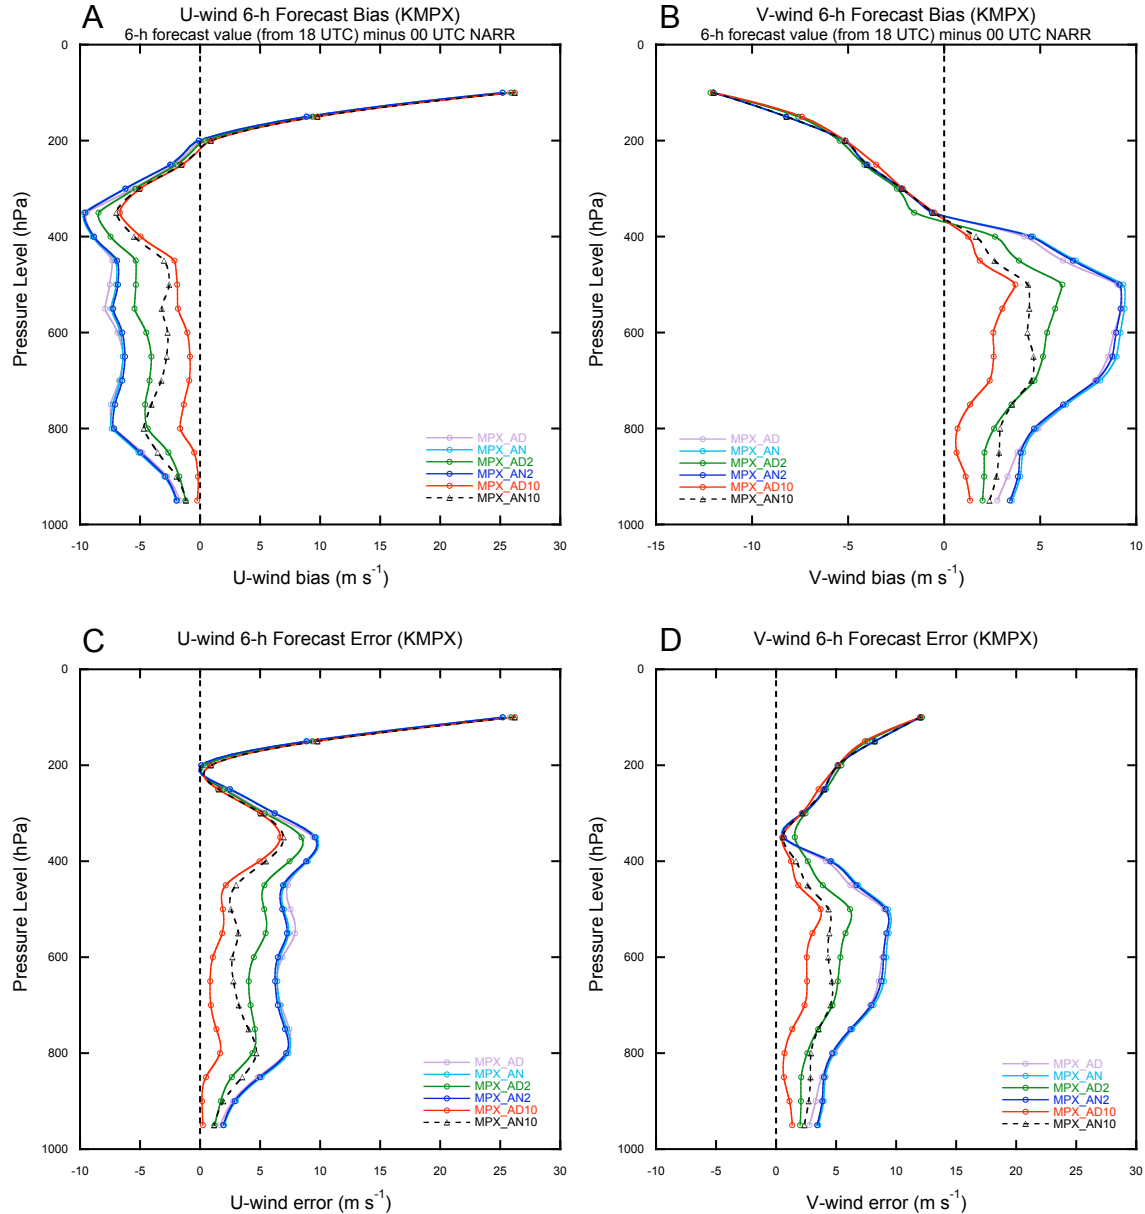 A
U-wind 6-h Forecast Bias (KMPX)
6-h forecast value (from 18 UTC) minus 00 UTC NARR
0
200
400
600
800
1000
Pressure Level (hPa)
MPX_AD
MPX_AN
MPX_AD2
MPX_AN2
MPX_AD10
MPX_AN10
-10 -5 0 5 10 15 20 25 30
U-wind bias (m s⁻¹)
B
V-wind 6-h Forecast Bias (KMPX)
6-h forecast value (from 18 UTC) minus 00 UTC NARR
0
200
400
600
800
1000
Pressure Level (hPa)
MPX_AD
MPX_AN
MPX_AD2
MPX_AN2
MPX_AD10
MPX_AN10
-15 -10 -5 0 5 10
V-wind bias (m s⁻¹)
C
U-wind 6-h Forecast Error (KMPX)
0
200
400
600
800
1000
Pressure Level (hPa)
MPX_AD
MPX_AN
MPX_AD2
MPX_AN2
MPX_AD10
MPX_AN10
-10 -5 0 5 10 15 20 25 30
U-wind error (m s⁻¹)
D
V-wind 6-h Forecast Error (KMPX)
0
200
400
600
800
1000
Pressure Level (hPa)
MPX_AD
MPX_AN
MPX_AD2
MPX_AN2
MPX_AD10
MPX_AN10
-10 -5 0 5 10 15 20 25 30
V-wind error (m s⁻¹)